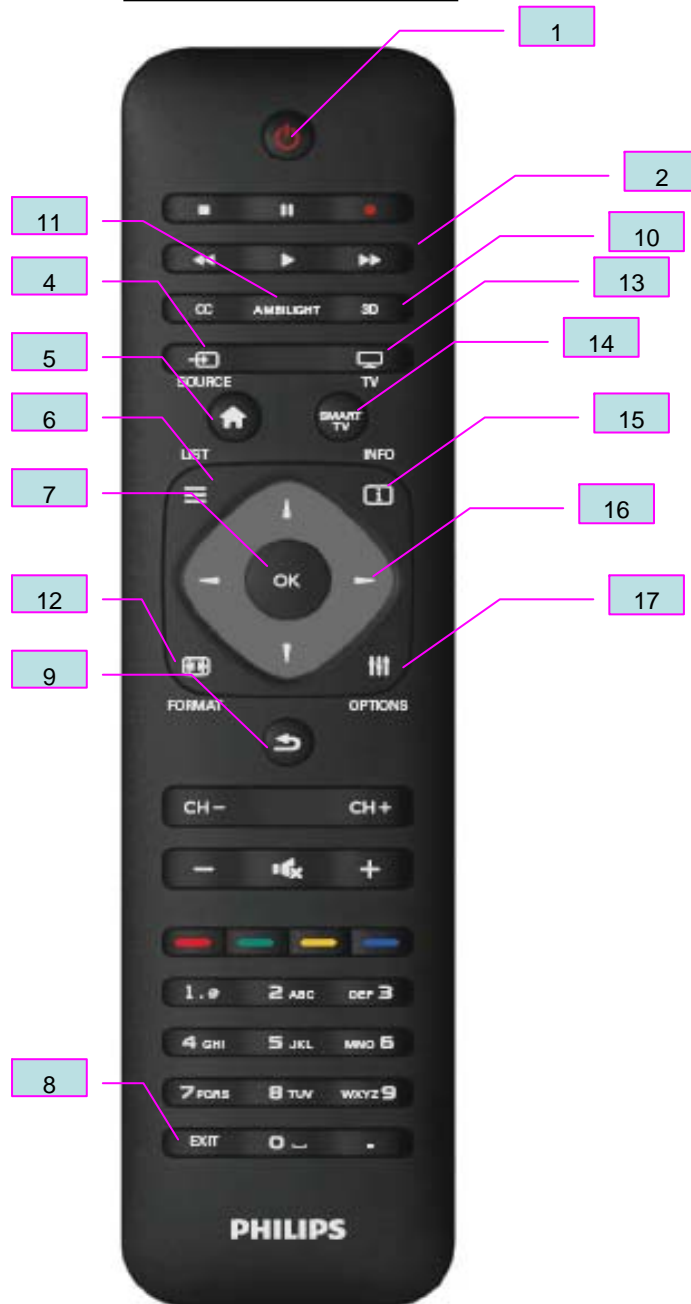 1
2
11
10
4
CC AMBILIGHT 3D
13
SOURCE TV
14
5
SMART
TV
6
LIST INFO
15
7
OK
16
12
17
9
FORMAT OPTIONS
CH− CH+
− +
1.@ 2 ABC DEF 3
4 GHI 5 JKL MNO 6
8
7 PQRS 8 TUV WXYZ 9
EXIT 0 .
PHILIPS